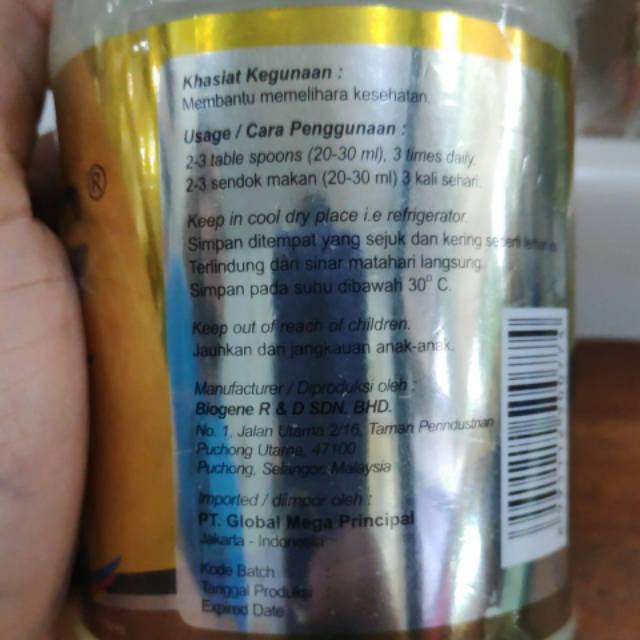 Khasiat Kegunaan :
Membantu memelihara kesehatan.
Usage / Cara Penggunaan :
2-3 table spoons (20-30 ml), 3 times daily.
2-3 sendok makan (20-30 ml) 3 kali sehari.
®
Keep in cool dry place i.e refrigerator.
Simpan ditempat yang sejuk dan kering seperti
Terlindung dari sinar matahari langsung.
Simpan pada suhu dibawah 30° C.
Keep out of reach of children.
Jauhkan dari jangkauan anak-anak.
Manufacturer / Diproduksi oleh :
Biogene R & D SDN. BHD.
No. 1, Jalan Utama 2/16, Taman Perindustrian
Puchong Utama, 47100
Puchong, Selangor, Malaysia
Imported / diimpor oleh :
PT. Global Mega Principal
Jakarta - Indonesia
Kode Batch
Tanggal Produksi
Expired Date